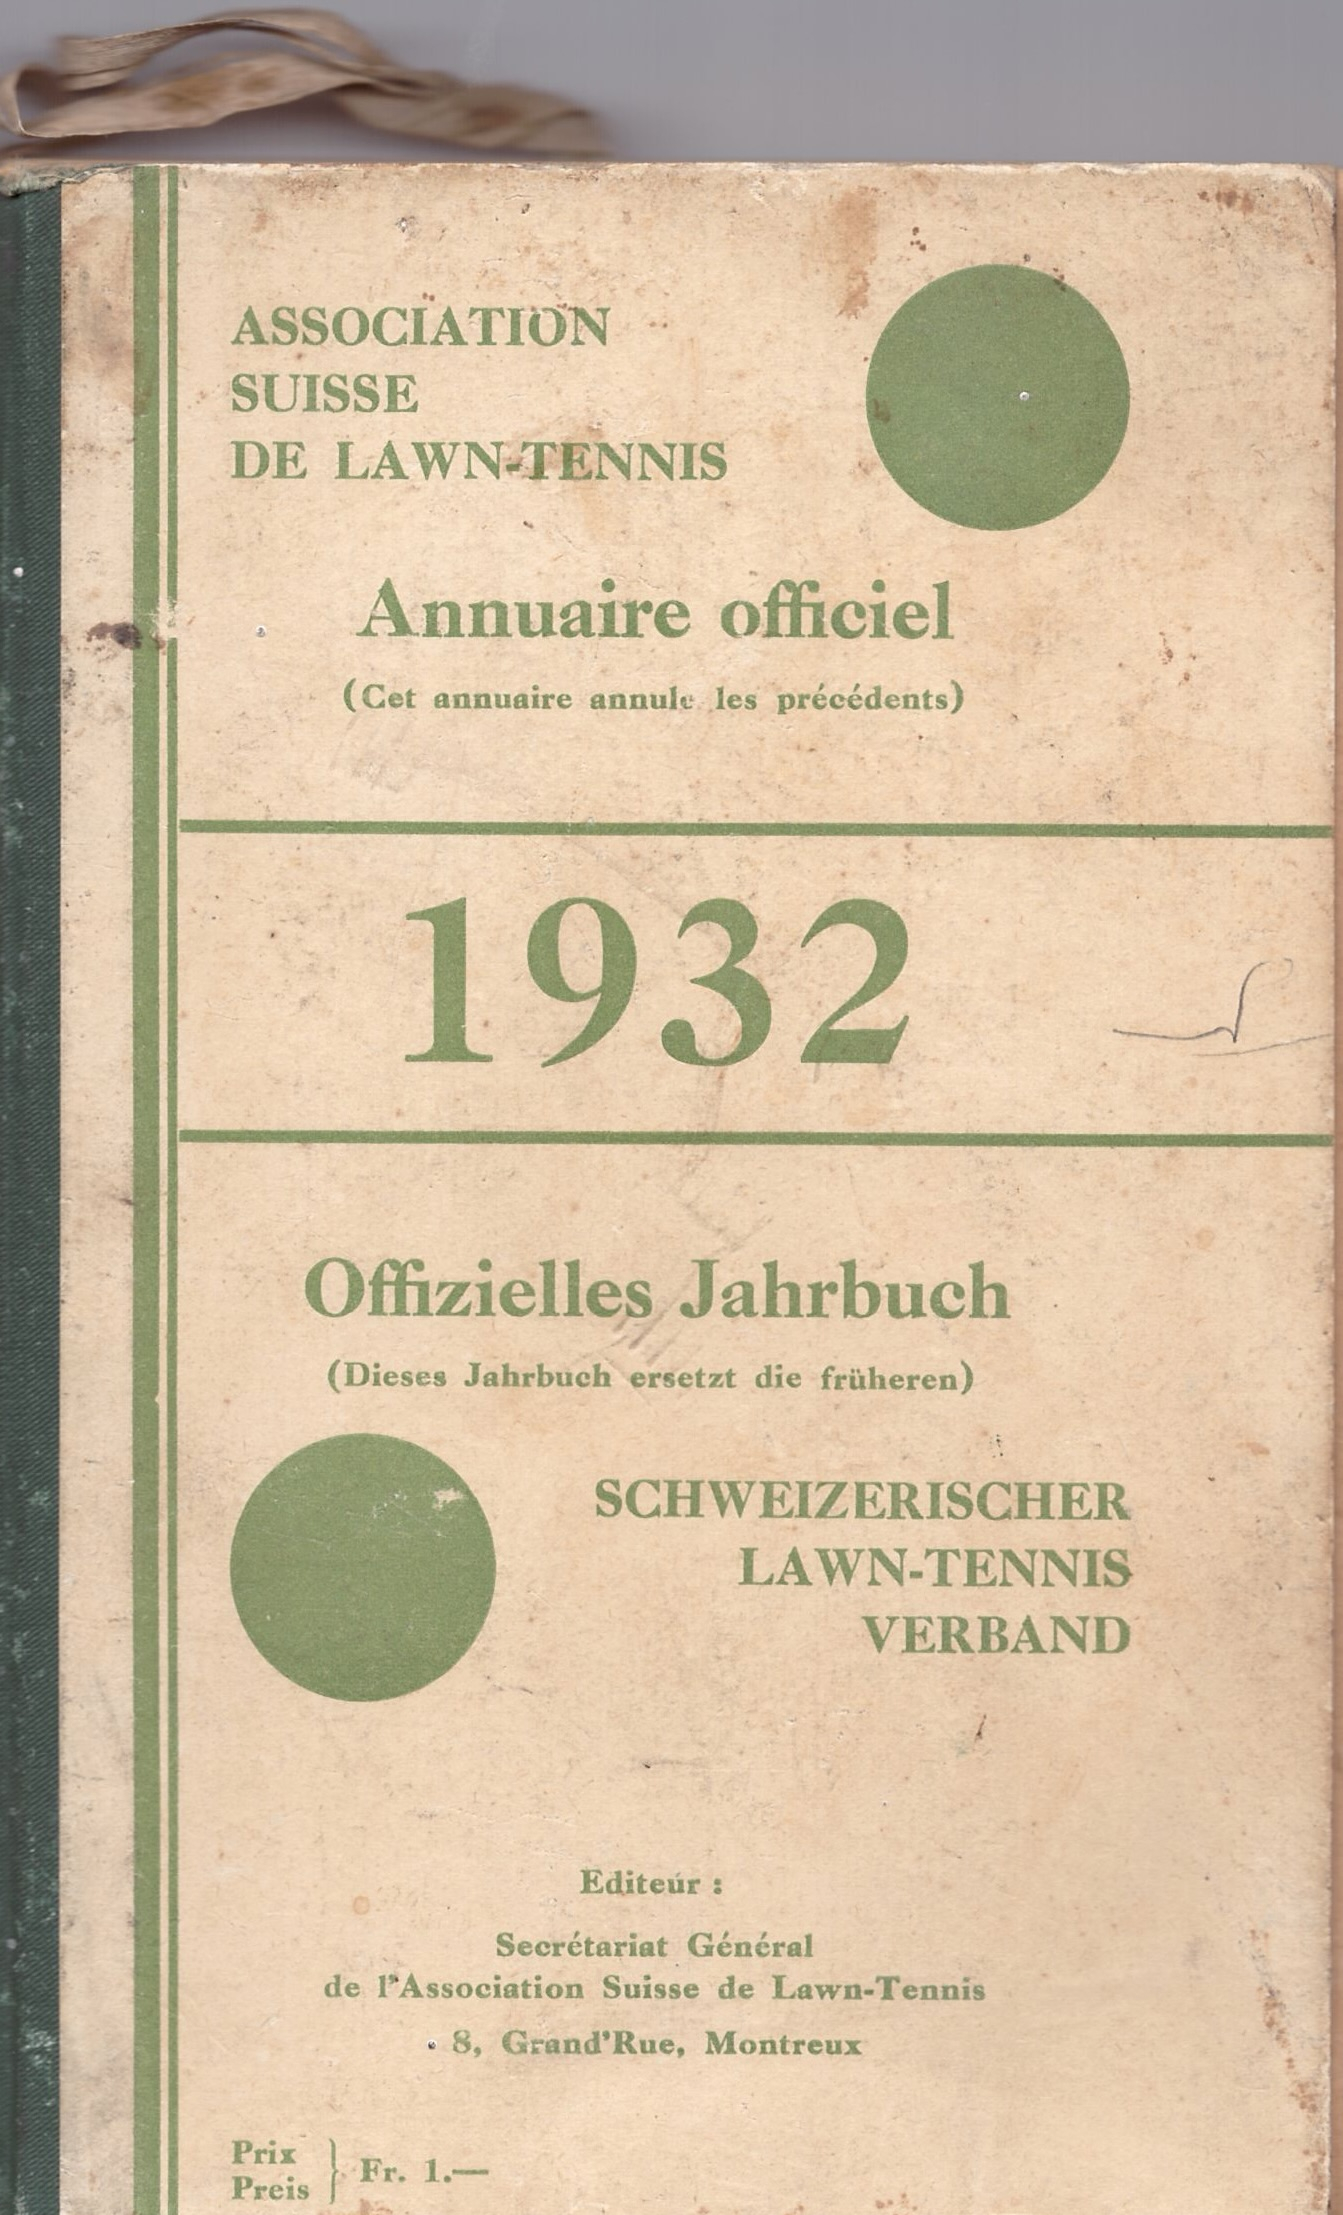 ASSOCIATION
SUISSE
DE LAWN-TENNIS
Annuaire officiel
(Cet annuaire annule les précédents)
1932
Offizielles Jahrbuch
(Dieses Jahrbuch ersetzt die früheren)
SCHWEIZERISCHER
LAWN-TENNIS
VERBAND
Editeur :
Secrétariat Général
de l'Association Suisse de Lawn-Tennis
8, Grand'Rue, Montreux
Prix
Preis } Fr. 1.—